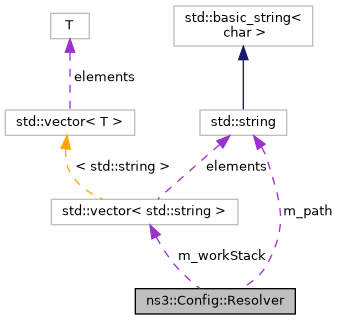 T
std::basic_string<
char >
elements
std::vector< T >
std::string
< std::string >
elements
std::vector< std::string >
m_path
m_workStack
ns3::Config::Resolver